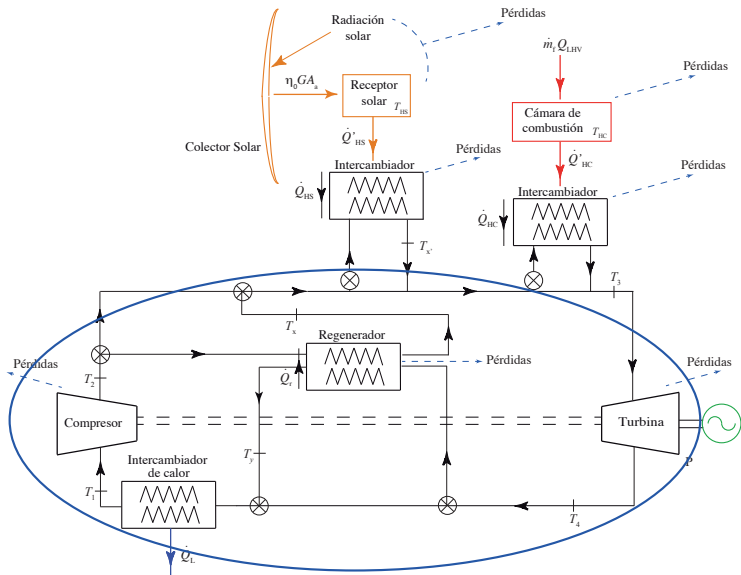 Radiación
solar
Pérdidas
ṁf QLHV
Pérdidas
η0GAa
Receptor
solar
THS
Cámara de
combustión
THC
Colector Solar
Q̇'HS
Pérdidas
Q̇'HC
Intercambiador
Pérdidas
Q̇HS
Intercambiador
Q̇HC
Tx'
T3
Tx
Regenerador
Pérdidas
Pérdidas
Pérdidas
T2
Q̇r
Compresor
Turbina
Ty
Intercambiador
de calor
P
T1
T4
Q̇L